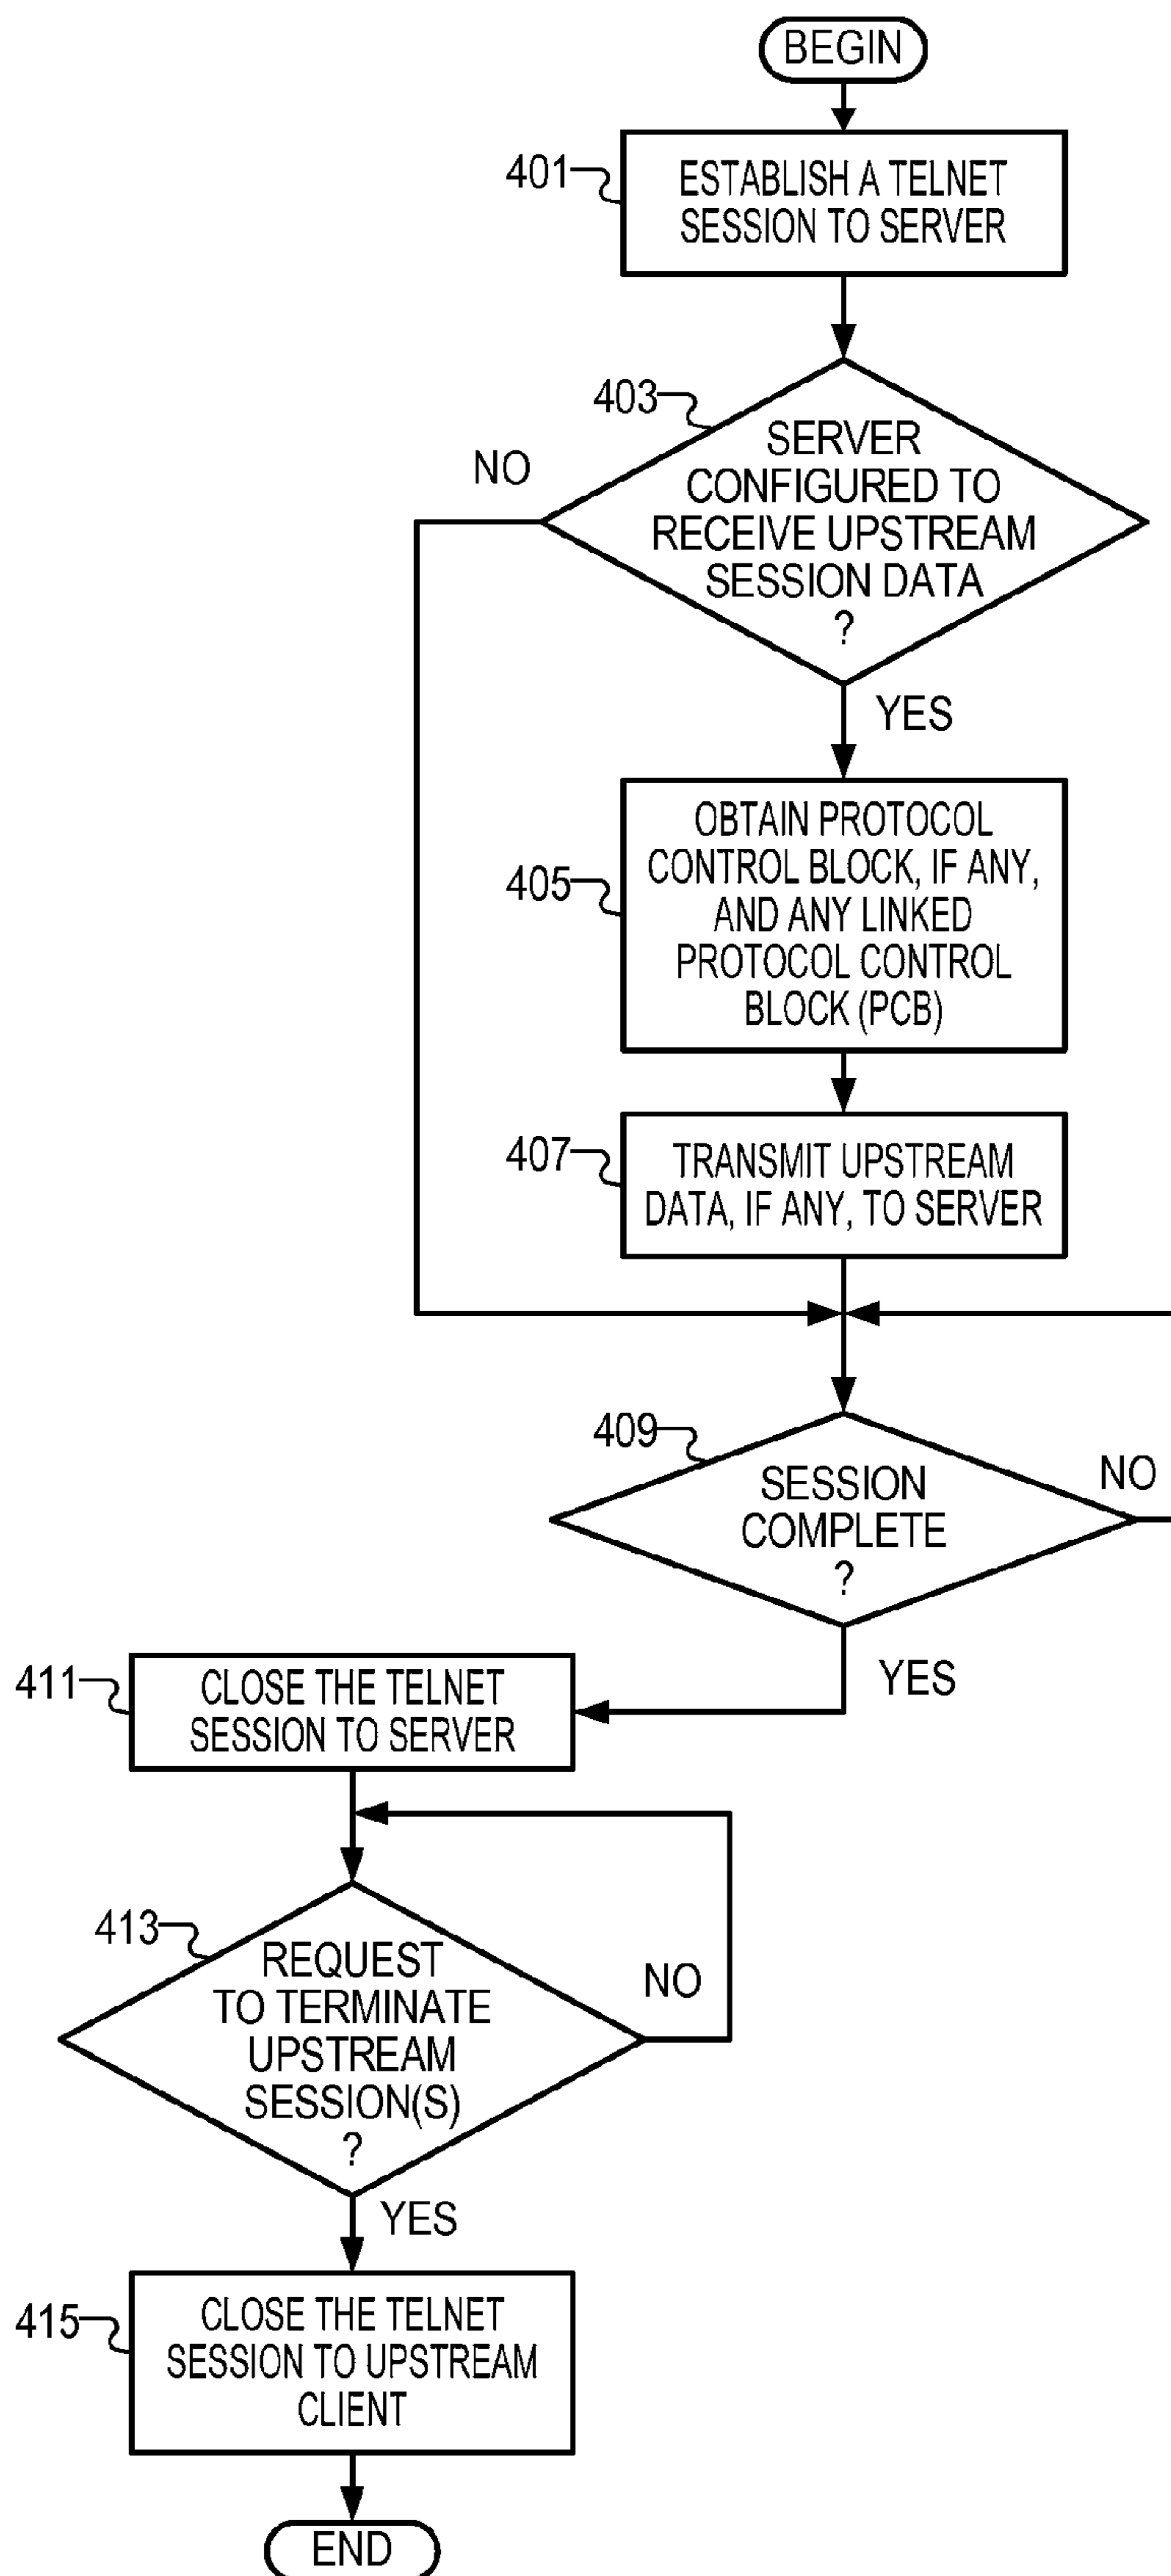 BEGIN
401
ESTABLISH A TELNET
SESSION TO SERVER
403
NO
SERVER
CONFIGURED TO
RECEIVE UPSTREAM
SESSION DATA
?
YES
405
OBTAIN PROTOCOL
CONTROL BLOCK, IF ANY,
AND ANY LINKED
PROTOCOL CONTROL
BLOCK (PCB)
407
TRANSMIT UPSTREAM
DATA, IF ANY, TO SERVER
409
SESSION
COMPLETE
?
NO
YES
411
CLOSE THE TELNET
SESSION TO SERVER
413
REQUEST
TO TERMINATE
UPSTREAM
SESSION(S)
?
NO
YES
415
CLOSE THE TELNET
SESSION TO UPSTREAM
CLIENT
END